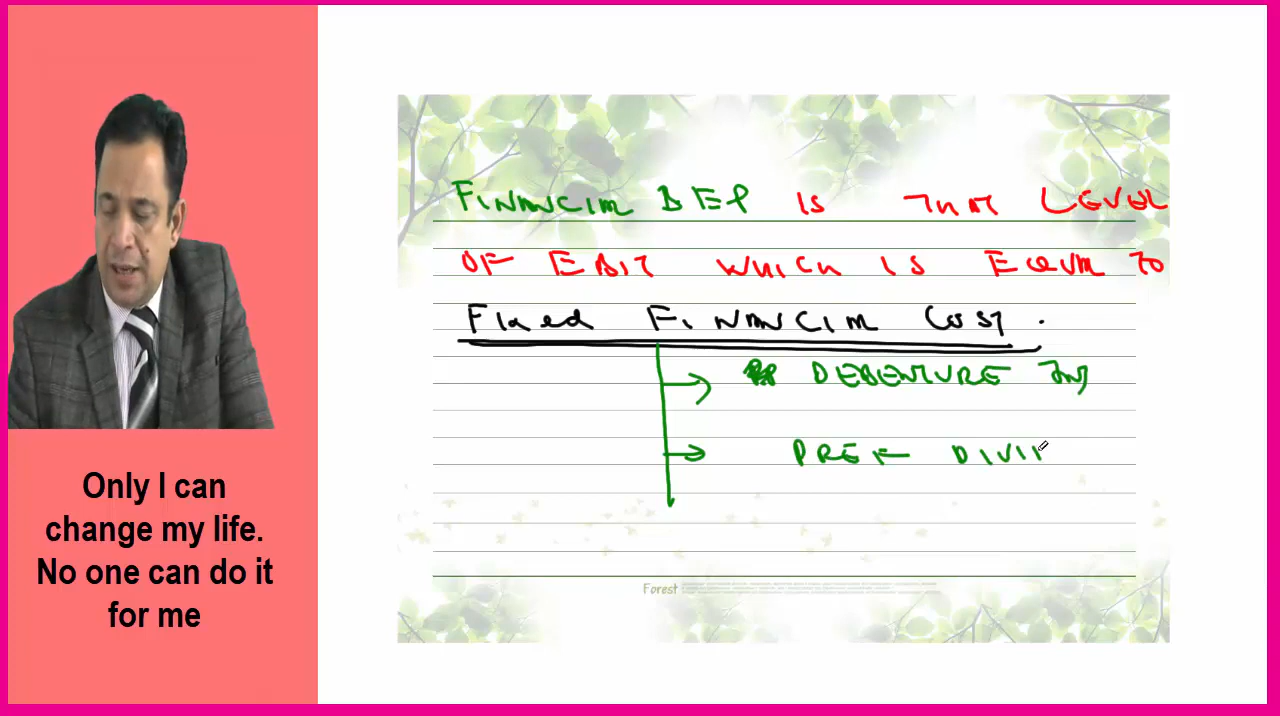 Only I can
change my life.
No one can do it
for me
FINANCIAL BEP IS THAT LEVEL
OF EBIT WHICH IS EQUAL TO
Fixed FINANCIAL COST.
DEBENTURE INT
PREF DIVI
Forest